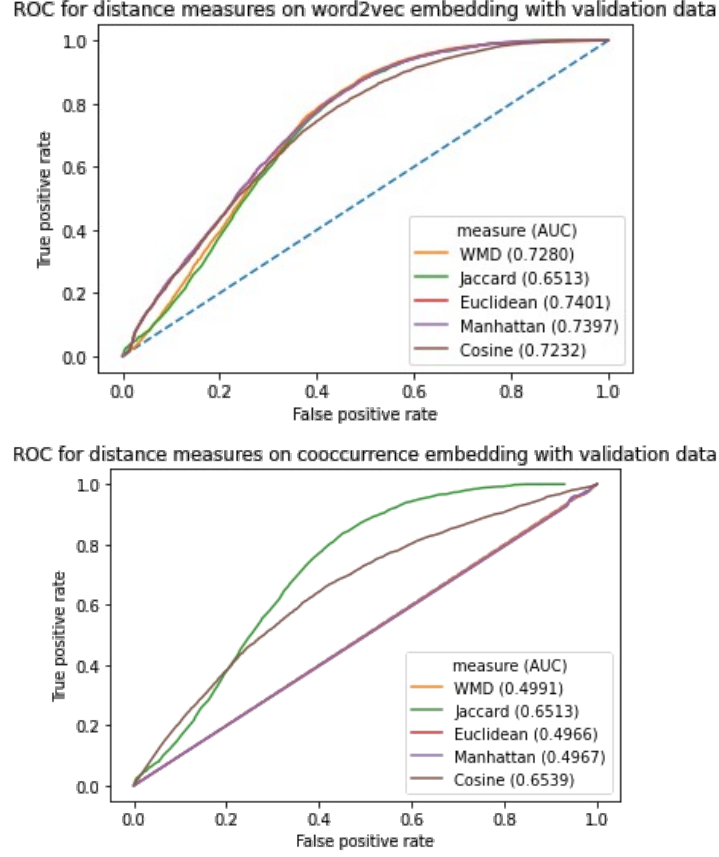 ROC for distance measures on word2vec embedding with validation data
1.0
0.8
0.6
0.4
0.2
0.0
True positive rate
measure (AUC)
WMD (0.7280)
Jaccard (0.6513)
Euclidean (0.7401)
Manhattan (0.7397)
Cosine (0.7232)
0.0 0.2 0.4 0.6 0.8 1.0
False positive rate
ROC for distance measures on cooccurrence embedding with validation data
1.0
0.8
0.6
0.4
0.2
0.0
True positive rate
measure (AUC)
WMD (0.4991)
Jaccard (0.6513)
Euclidean (0.4966)
Manhattan (0.4967)
Cosine (0.6539)
0.0 0.2 0.4 0.6 0.8 1.0
False positive rate